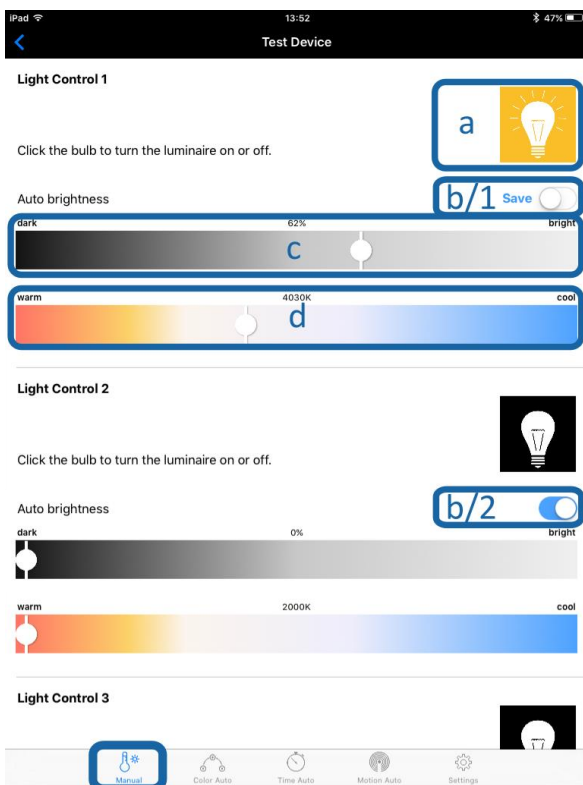 iPad 13:52 47%
Test Device
Light Control 1
a
Click the bulb to turn the luminaire on or off.
Auto brightness b/1 Save
dark 62% bright
c
warm 4030K cool
d
Light Control 2
Click the bulb to turn the luminaire on or off.
Auto brightness b/2
dark 0% bright
warm 2000K cool
Light Control 3
Manual Color Auto Time Auto Motion Auto Settings